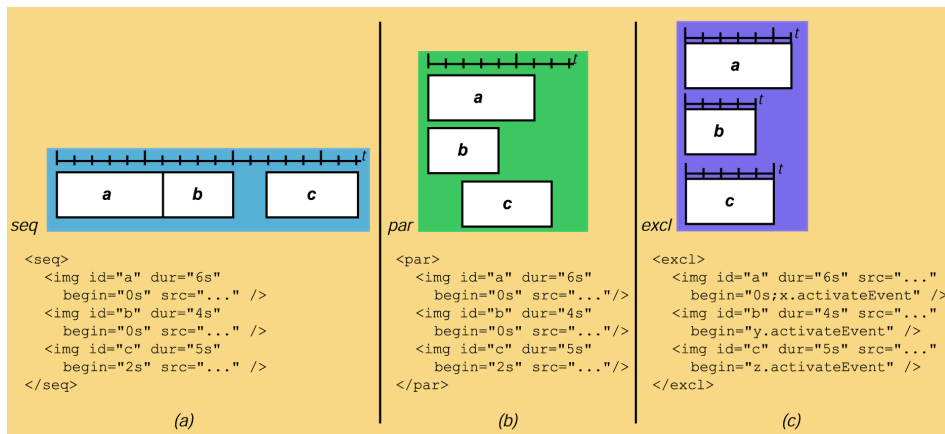 t
a b c
seq
<seq>
<img id="a" dur="6s"
begin="0s" src="..." />
<img id="b" dur="4s"
begin="0s" src="..." />
<img id="c" dur="5s"
begin="2s" src="..." />
</seq>
(a)
t
a
b
c
par
<par>
<img id="a" dur="6s"
begin="0s" src="..."/>
<img id="b" dur="4s"
begin="0s" src="..."/>
<img id="c" dur="5s"
begin="2s" src="..."/>
</par>
(b)
t
a
t
b
t
c
excl
<excl>
<img id="a" dur="6s" src="..."
begin="0s;x.activateEvent" />
<img id="b" dur="4s" src="..."
begin="y.activateEvent" />
<img id="c" dur="5s" src="..."
begin="z.activateEvent" />
</excl>
(c)